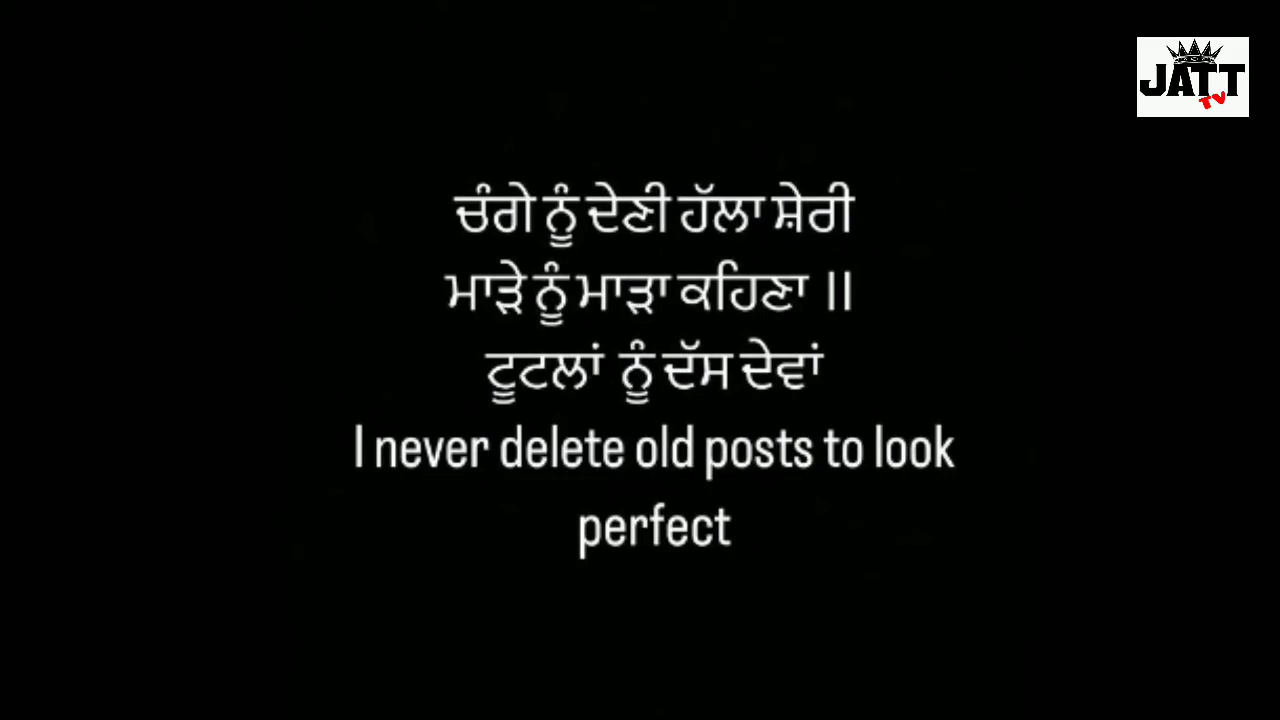 JATT
TV
ਚੰਗੇ ਨੂੰ ਦੇਣੀ ਹੱਲਾ ਸ਼ੇਰੀ
ਮਾੜੇ ਨੂੰ ਮਾੜਾ ਕਹਿਣਾ ॥
ਟੂਟਲਾਂ ਨੂੰ ਦੱਸ ਦੇਵਾਂ
I never delete old posts to look
perfect